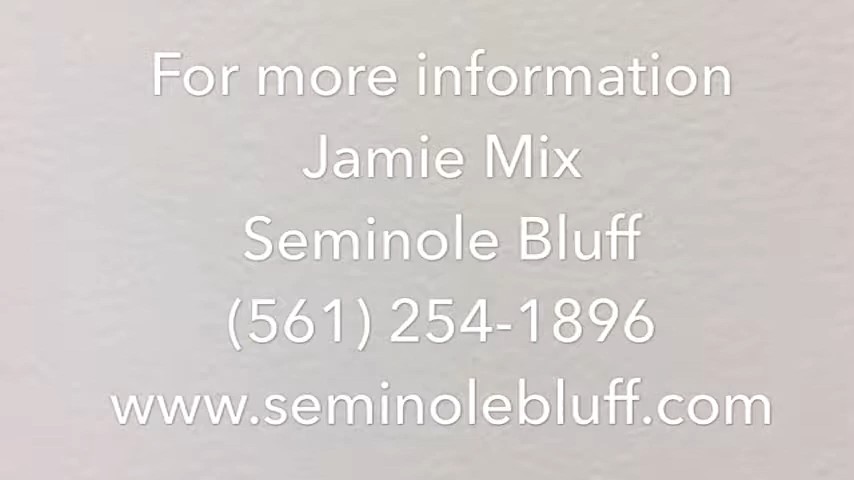 For more information
Jamie Mix
Seminole Bluff
(561) 254-1896
www.seminolebluff.com